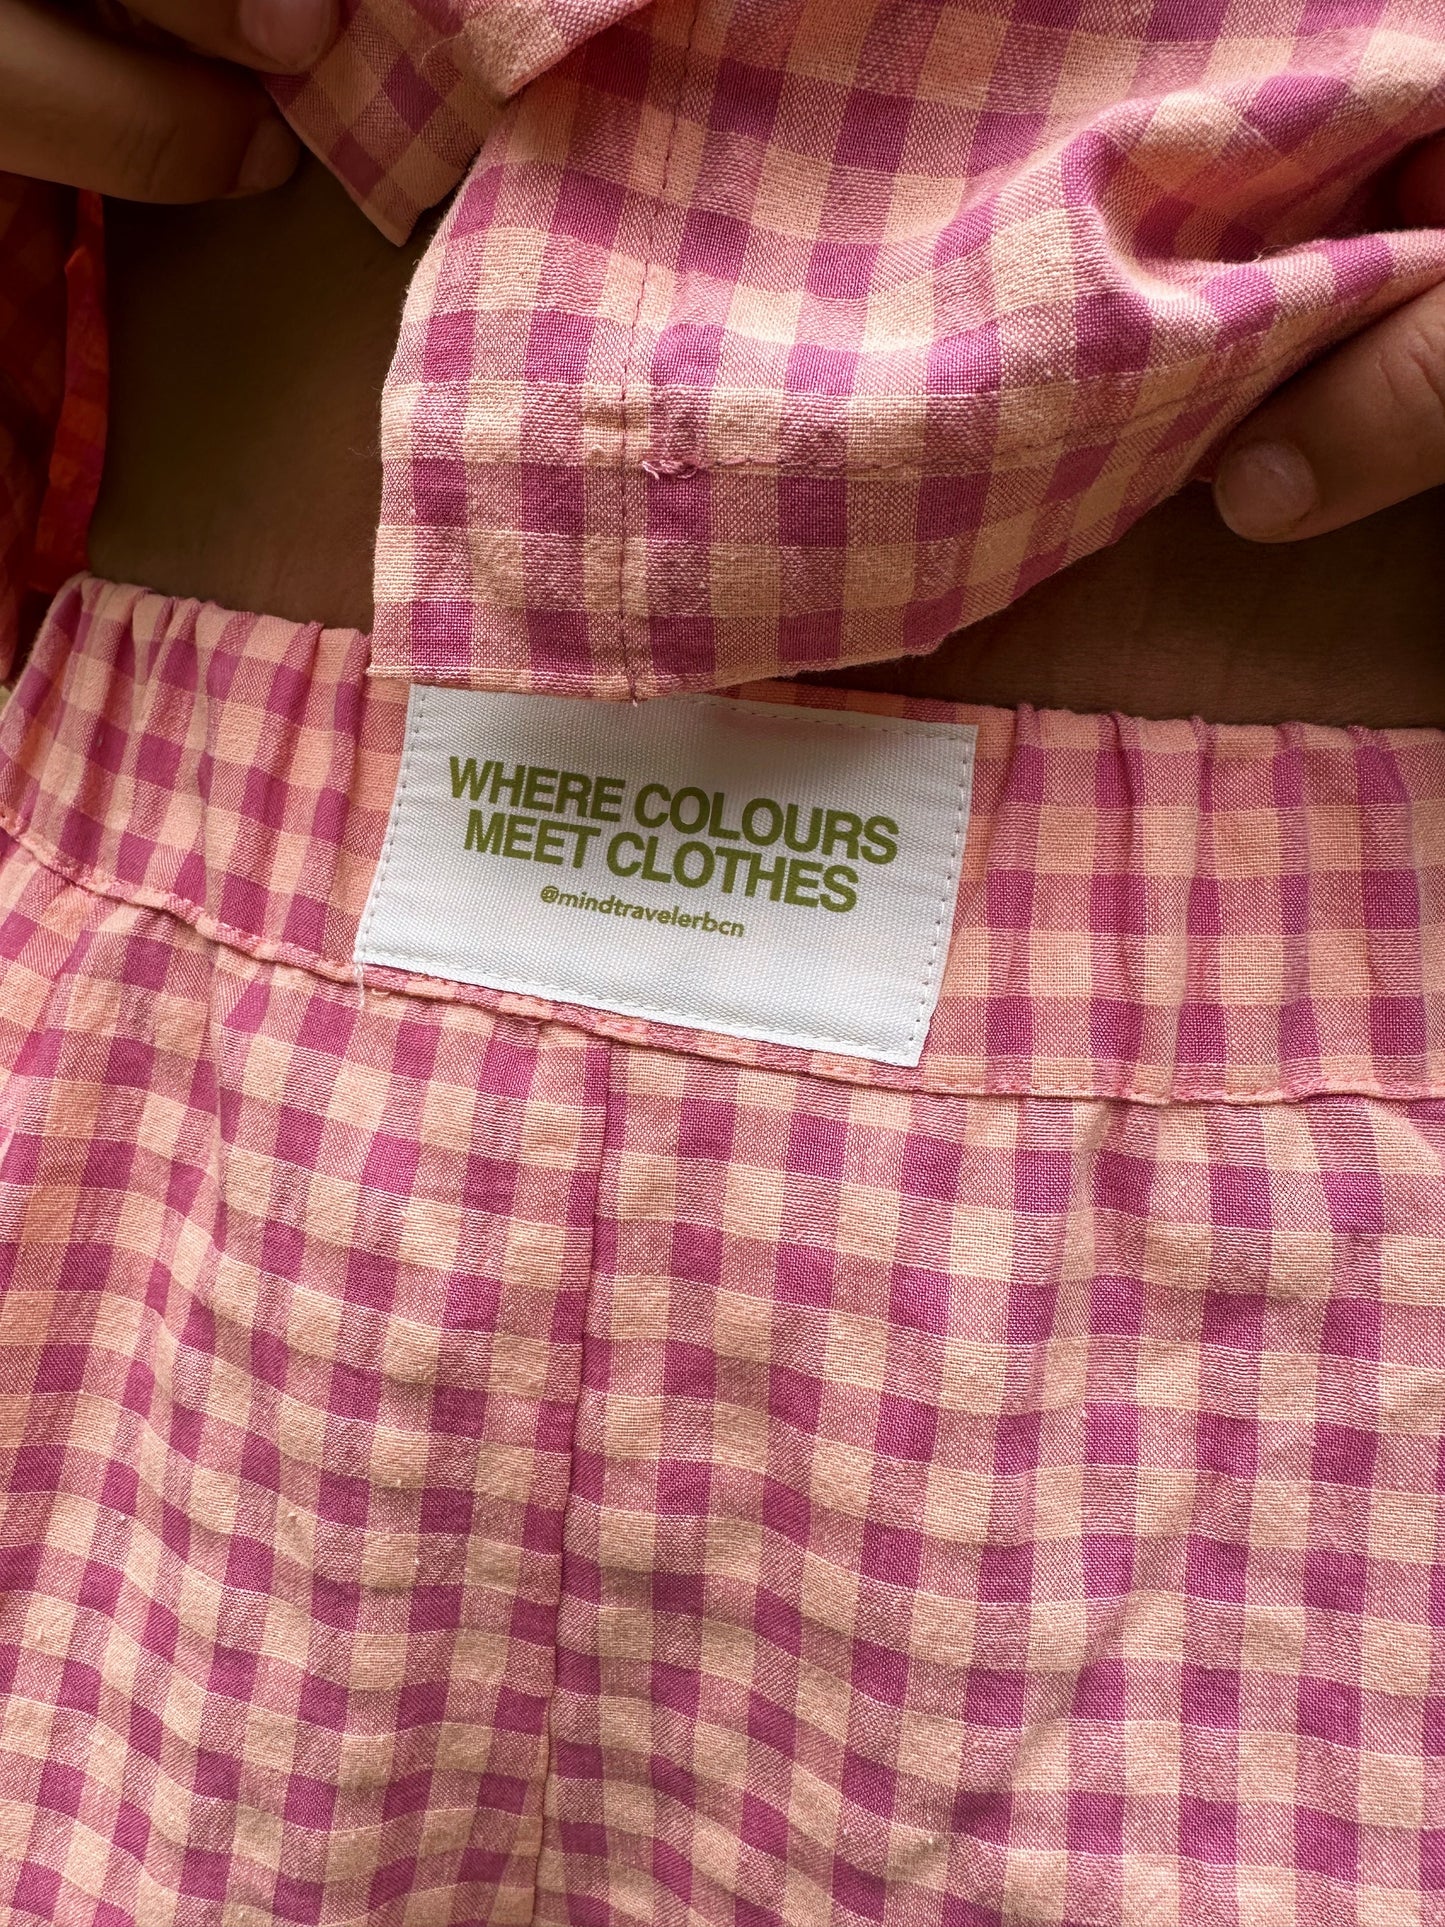 WHERE COLOURS
MEET CLOTHES
@mindtravelerbcn